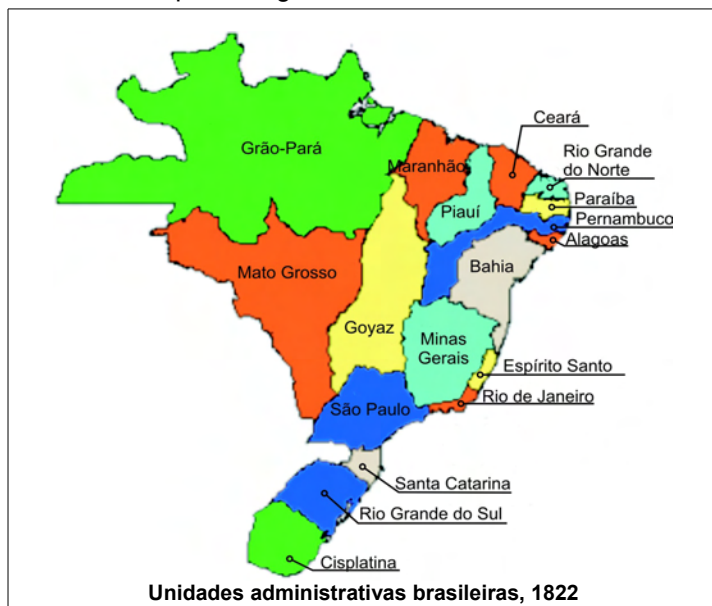 Ceará
Grão-Pará
Rio Grande
do Norte
Maranhão
Paraíba
Piauí
Pernambuco
Alagoas
Bahia
Mato Grosso
Goyaz
Minas
Gerais
Espírito Santo
Rio de Janeiro
São Paulo
Santa Catarina
Rio Grande do Sul
Cisplatina
Unidades administrativas brasileiras, 1822